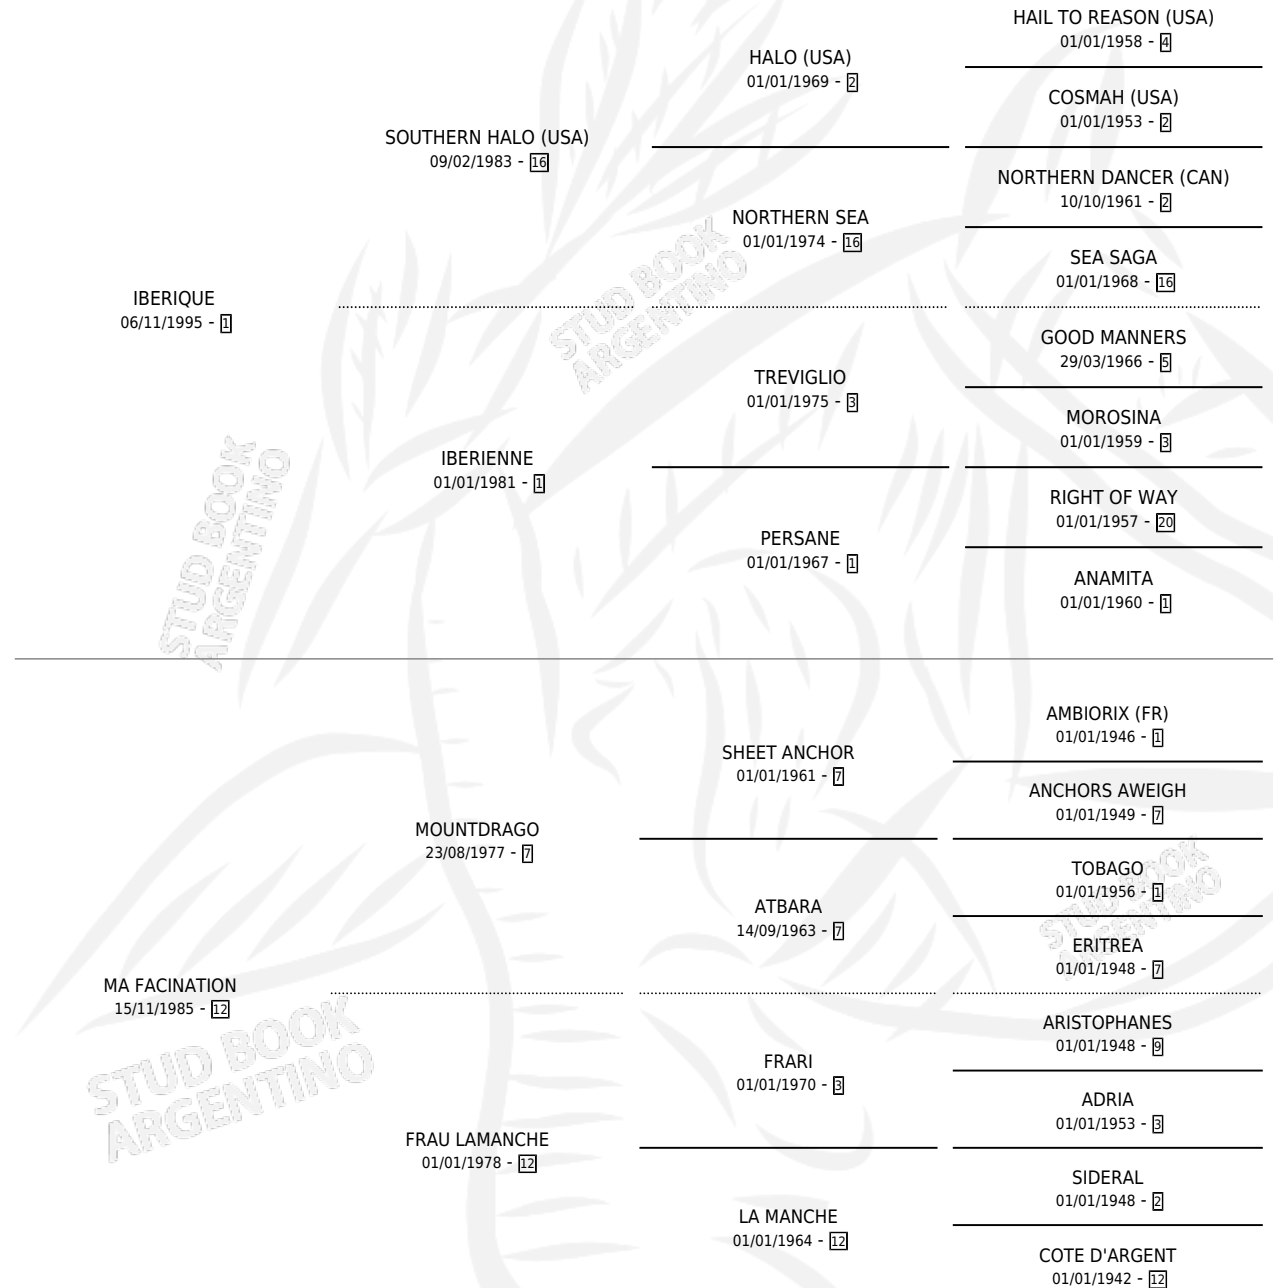 HAIL TO REASON (USA)
01/01/1958 - 4
HALO (USA)
01/01/1969 - 2
COSMAH (USA)
01/01/1953 - 2
SOUTHERN HALO (USA)
09/02/1983 - 16
NORTHERN DANCER (CAN)
10/10/1961 - 2
NORTHERN SEA
01/01/1974 - 16
SEA SAGA
01/01/1968 - 16
IBERIQUE
06/11/1995 - 1
STUD BOOK
ARGENTINO
GOOD MANNERS
29/03/1966 - 5
TREVIGLIO
01/01/1975 - 3
MOROSINA
01/01/1959 - 3
IBERIENNE
01/01/1981 - 1
RIGHT OF WAY
01/01/1957 - 20
PERSANE
01/01/1967 - 1
ANAMITA
01/01/1960 - 1
STUD BOOK
ARGENTINO
AMBIORIX (FR)
01/01/1946 - 1
SHEET ANCHOR
01/01/1961 - 7
ANCHORS AWEIGH
01/01/1949 - 7
MOUNTDRAGO
23/08/1977 - 7
TOBAGO
01/01/1956 - 1
ATBARA
14/09/1963 - 7
ERITREA
01/01/1948 - 7
STUD BOOK
ARGENTINO
MA FACINATION
15/11/1985 - 12
ARISTOPHANES
01/01/1948 - 9
FRARI
01/01/1970 - 3
ADRIA
01/01/1953 - 3
STUD BOOK
ARGENTINO
FRAU LAMANCHE
01/01/1978 - 12
SIDERAL
01/01/1948 - 2
LA MANCHE
01/01/1964 - 12
COTE D'ARGENT
01/01/1942 - 12